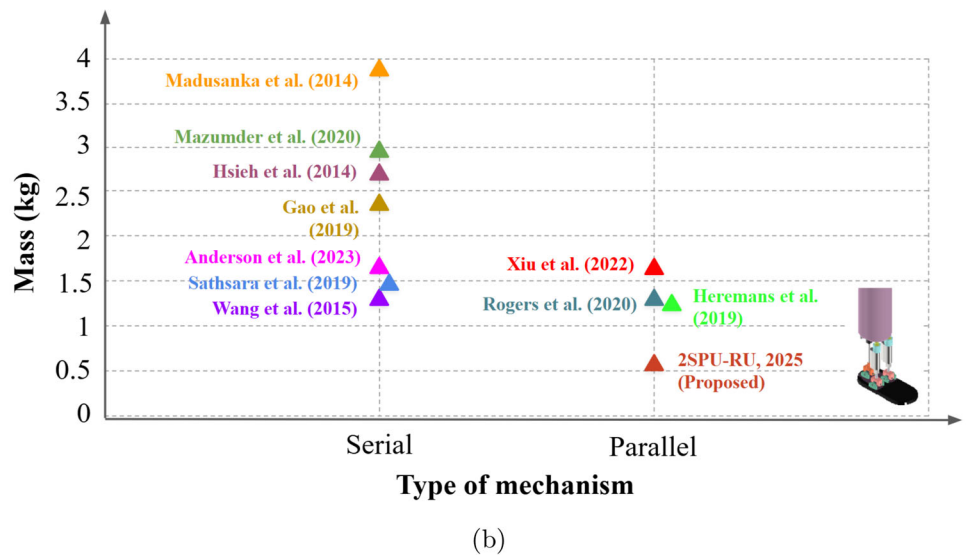 4
Madusanka et al. (2014)
3.5
Mazumder et al. (2020)
3
Hsieh et al. (2014)
2.5
Gao et al.
(2019)
2
Anderson et al. (2023)
Xiu et al. (2022)
Sathsara et al. (2019)
1.5
Wang et al. (2015)
Rogers et al. (2020)
Heremans et al.
(2019)
1
2SPU-RU, 2025
(Proposed)
0.5
0
Mass (kg)
Serial
Parallel
Type of mechanism
(b)